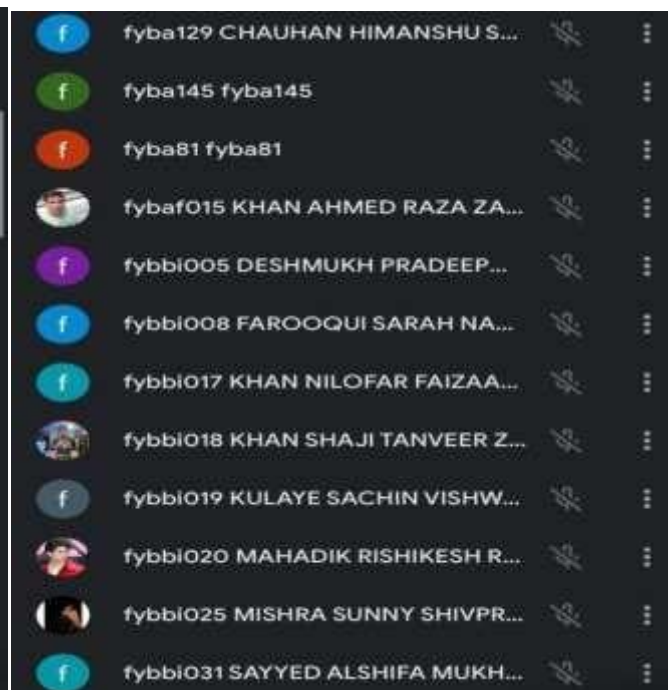 f fyba129 CHAUHAN HIMANSHU S...
f fyba145 fyba145
f fyba81 fyba81
fybaf015 KHAN AHMED RAZA ZA...
f fybbi005 DESHMUKH PRADEEP...
f fybbi008 FAROOQUI SARAH NA...
f fybbi017 KHAN NILOFAR FAIZAA...
fybbi018 KHAN SHAJI TANVEER Z...
f fybbi019 KULAYE SACHIN VISHW...
fybbi020 MAHADIK RISHIKESH R...
fybbi025 MISHRA SUNNY SHIVPR...
f fybbi031 SAYYED ALSHIFA MUKH...